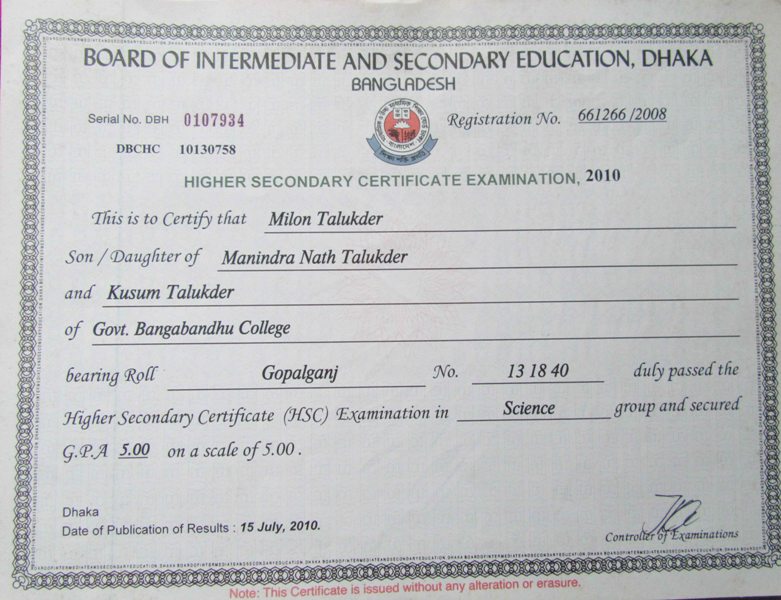 BOARD OF INTERMEDIATE AND SECONDARY EDUCATION, DHAKA
BANGLADESH
Serial No. DBH 0107934
Registration No. 661266 /2008
DBCHC 10130758
HIGHER SECONDARY CERTIFICATE EXAMINATION, 2010
This is to Certify that Milon Talukder
Son / Daughter of Manindra Nath Talukder
and Kusum Talukder
of Govt. Bangabandhu College
bearing Roll Gopalganj No. 13 18 40 duly passed the
Higher Secondary Certificate (HSC) Examination in Science group and secured
G.P.A 5.00 on a scale of 5.00 .
Dhaka
Date of Publication of Results : 15 July, 2010.
Controller of Examinations
Note: This Certificate is issued without any alteration or erasure.